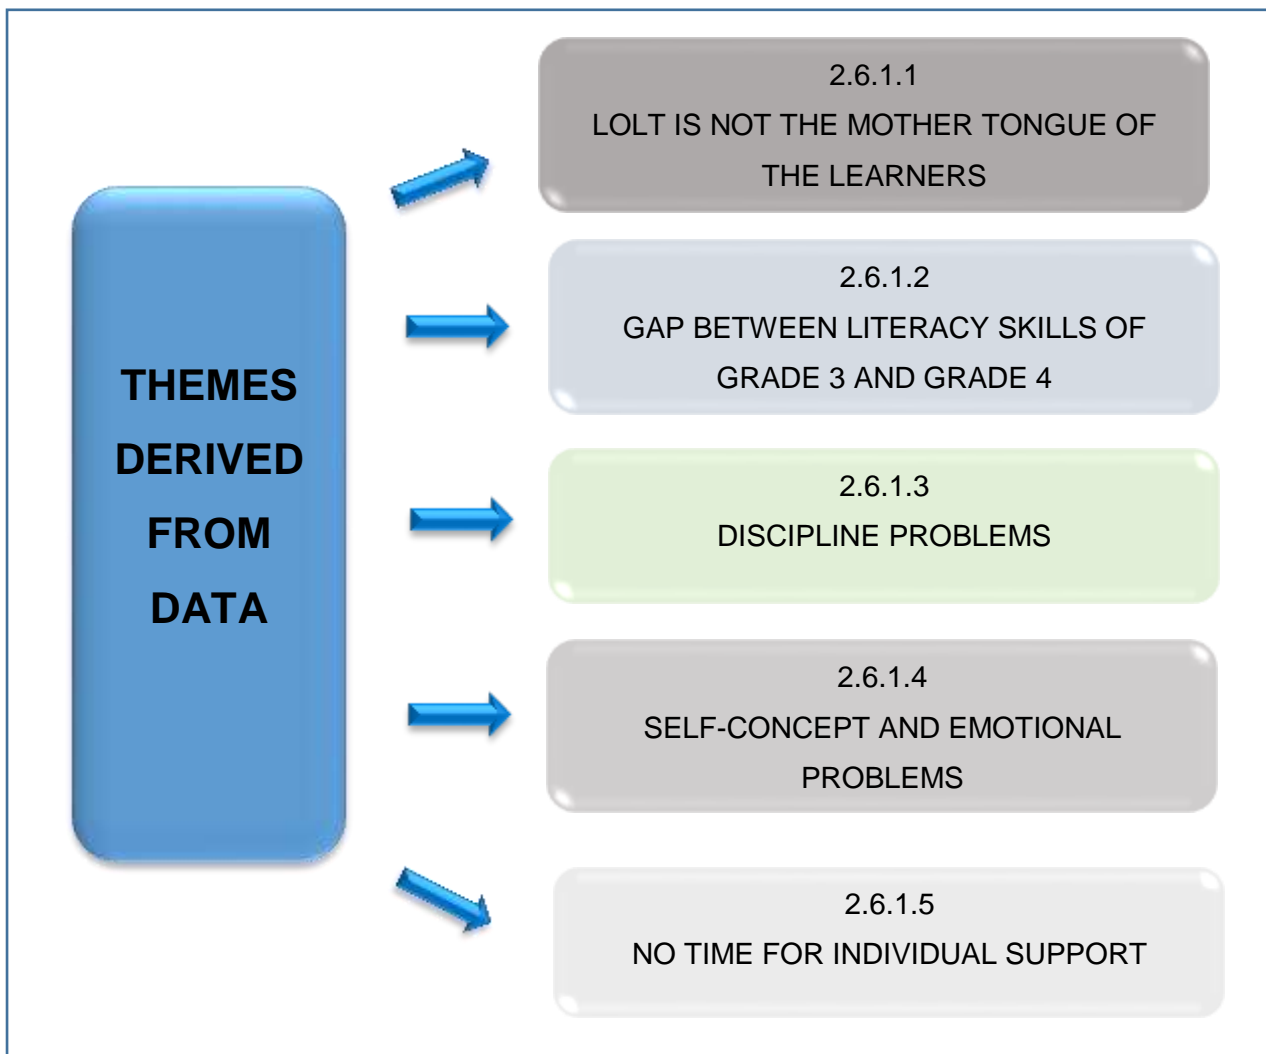 THEMES
DERIVED
FROM
DATA
2.6.1.1
LOLT IS NOT THE MOTHER TONGUE OF
THE LEARNERS
2.6.1.2
GAP BETWEEN LITERACY SKILLS OF
GRADE 3 AND GRADE 4
2.6.1.3
DISCIPLINE PROBLEMS
2.6.1.4
SELF-CONCEPT AND EMOTIONAL
PROBLEMS
2.6.1.5
NO TIME FOR INDIVIDUAL SUPPORT